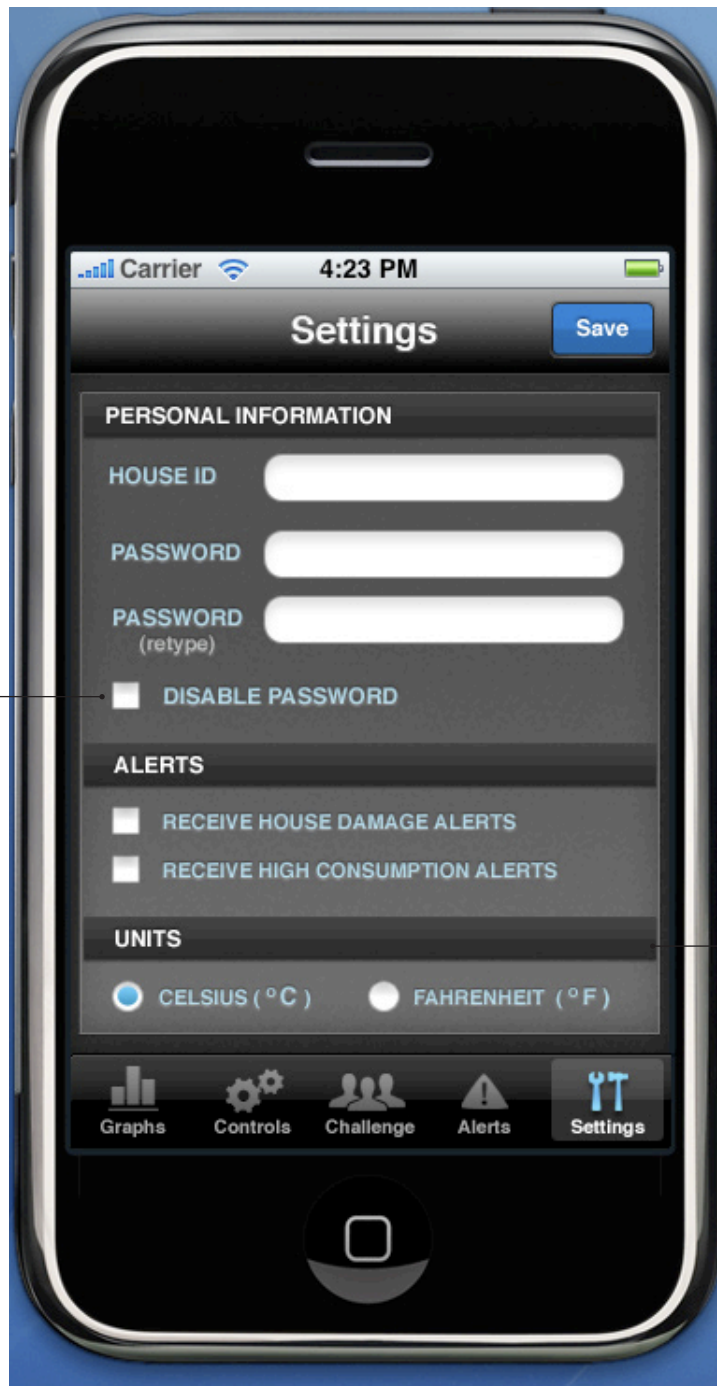 Carrier 4:23 PM
Settings Save
PERSONAL INFORMATION
HOUSE ID
PASSWORD
PASSWORD
(retype)
DISABLE PASSWORD
ALERTS
RECEIVE HOUSE DAMAGE ALERTS
RECEIVE HIGH CONSUMPTION ALERTS
UNITS
CELSIUS (°C) FAHRENHEIT (°F)
Graphs Controls Challenge Alerts Settings